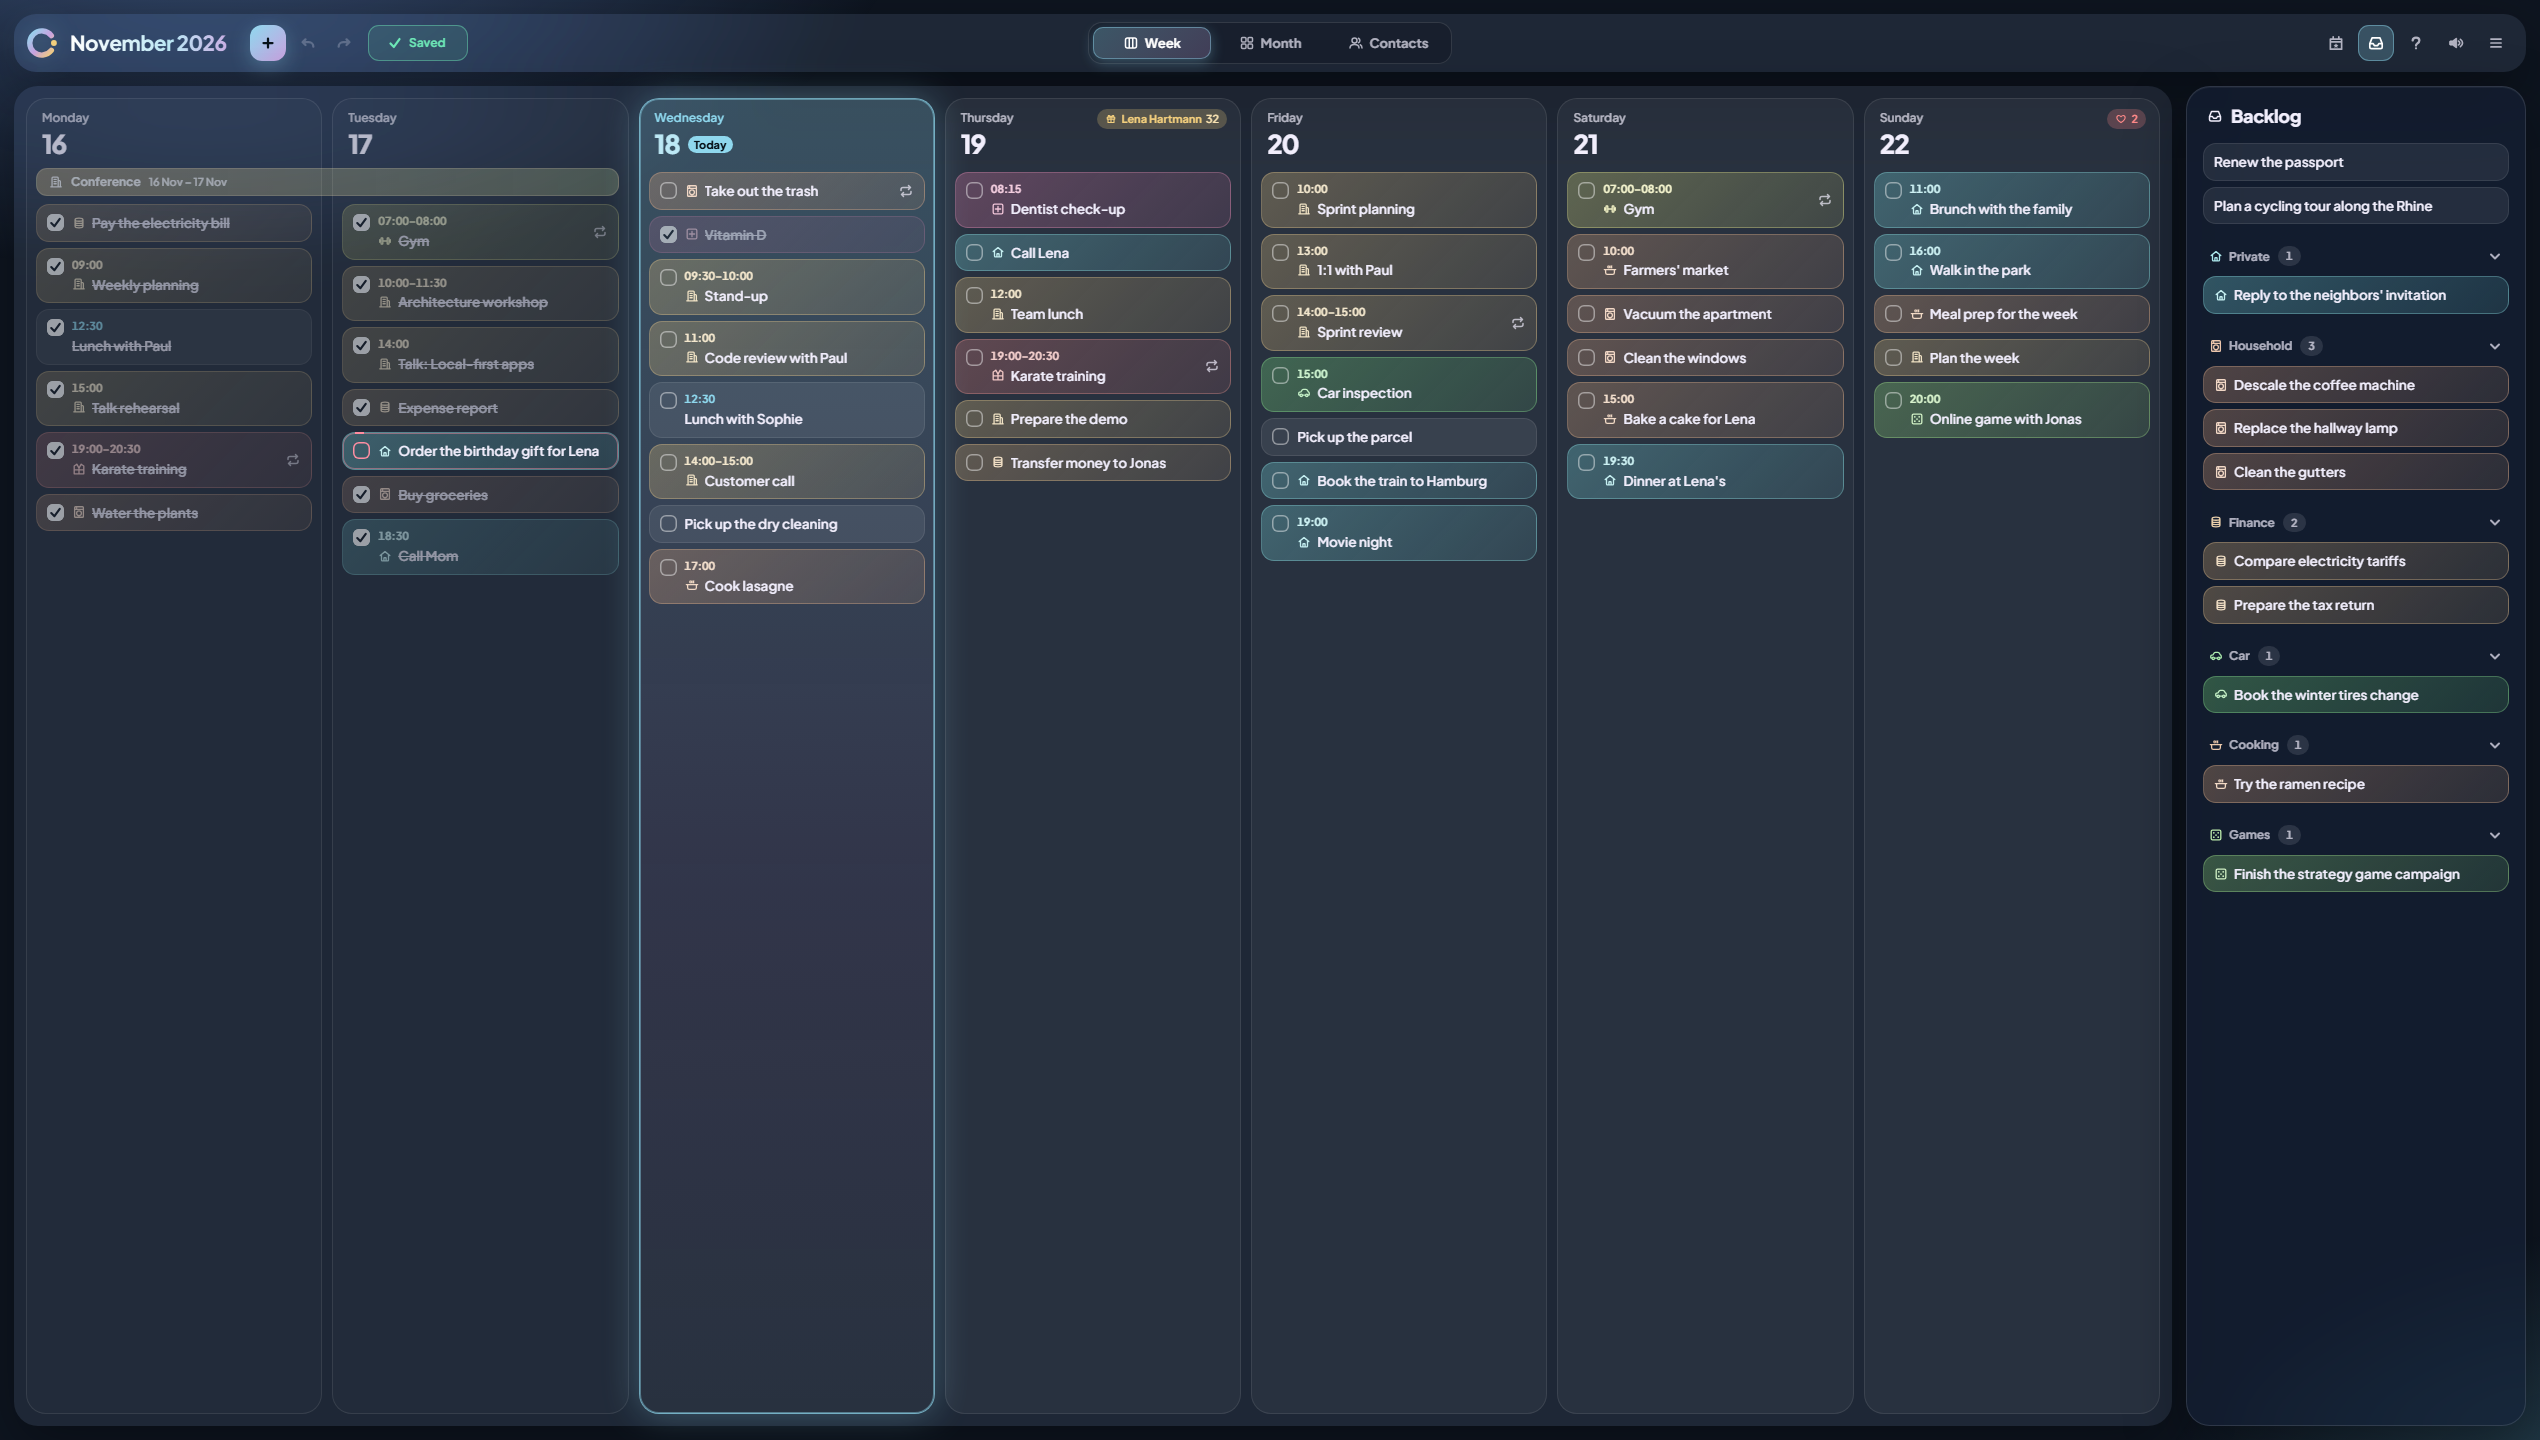 November 2026
Saved
Week
Month
Contacts
Monday
16
Conference 16 Nov – 17 Nov
Pay the electricity bill
09:00
Weekly planning
12:30
Lunch with Paul
15:00
Talk rehearsal
19:00–20:30
Karate training
Water the plants
Tuesday
17
07:00–08:00
Gym
10:00–11:30
Architecture workshop
14:00
Talk: Local-first apps
Expense report
Order the birthday gift for Lena
Buy groceries
18:30
Call Mom
Wednesday
18 Today
Take out the trash
Vitamin D
09:30–10:00
Stand-up
11:00
Code review with Paul
12:30
Lunch with Sophie
14:00–15:00
Customer call
Pick up the dry cleaning
17:00
Cook lasagne
Thursday
Lena Hartmann 32
19
08:15
Dentist check-up
Call Lena
12:00
Team lunch
19:00–20:30
Karate training
Prepare the demo
Transfer money to Jonas
Friday
20
10:00
Sprint planning
13:00
1:1 with Paul
14:00–15:00
Sprint review
15:00
Car inspection
Pick up the parcel
Book the train to Hamburg
19:00
Movie night
Saturday
21
07:00–08:00
Gym
10:00
Farmers' market
Vacuum the apartment
Clean the windows
15:00
Bake a cake for Lena
19:30
Dinner at Lena's
Sunday
2
22
11:00
Brunch with the family
16:00
Walk in the park
Meal prep for the week
Plan the week
20:00
Online game with Jonas
Backlog
Renew the passport
Plan a cycling tour along the Rhine
Private 1
Reply to the neighbors' invitation
Household 3
Descale the coffee machine
Replace the hallway lamp
Clean the gutters
Finance 2
Compare electricity tariffs
Prepare the tax return
Car 1
Book the winter tires change
Cooking 1
Try the ramen recipe
Games 1
Finish the strategy game campaign